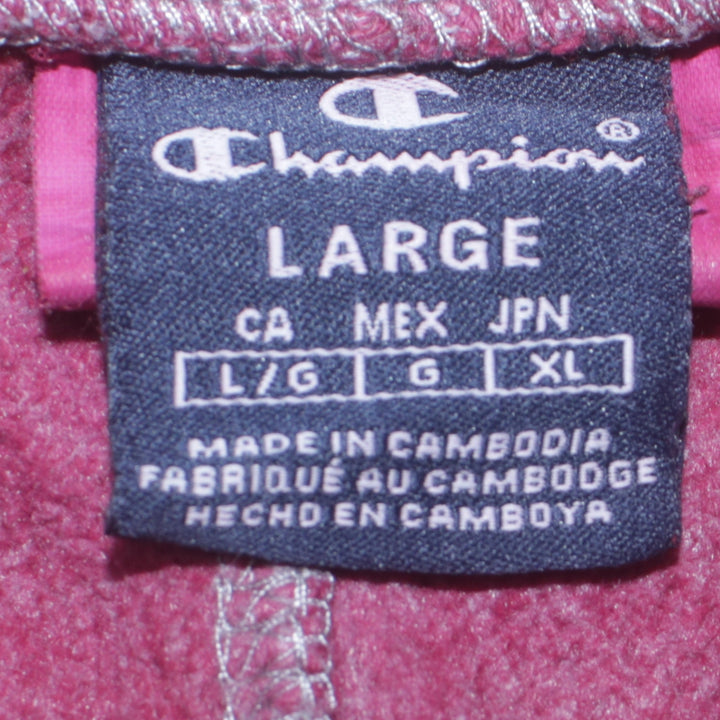 Champion®
LARGE
CA MEX JPN
L/G G XL
MADE IN CAMBODIA
FABRIQUÉ AU CAMBODGE
HECHO EN CAMBOYA